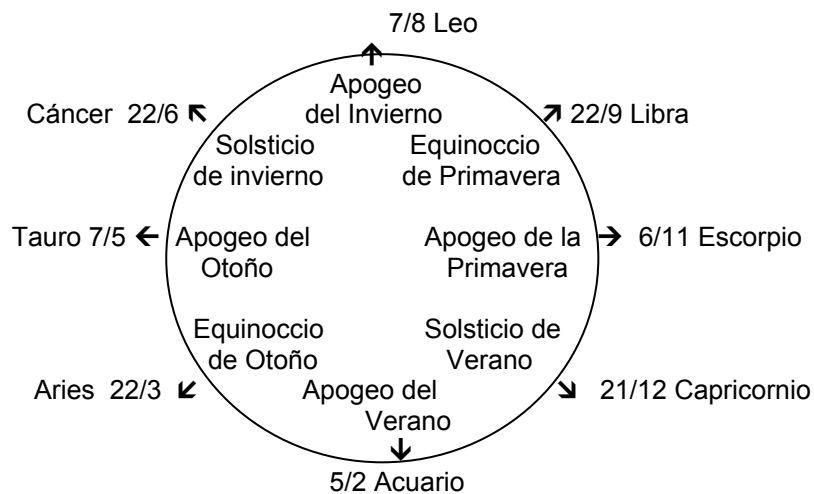 7/8 Leo
Apogeo
del Invierno
Cáncer 22/6
22/9 Libra
Solsticio
de invierno
Equinoccio
de Primavera
Tauro 7/5
Apogeo del
Otoño
Apogeo de la
Primavera
6/11 Escorpio
Equinoccio
de Otoño
Solsticio de
Verano
Aries 22/3
Apogeo del
Verano
21/12 Capricornio
5/2 Acuario